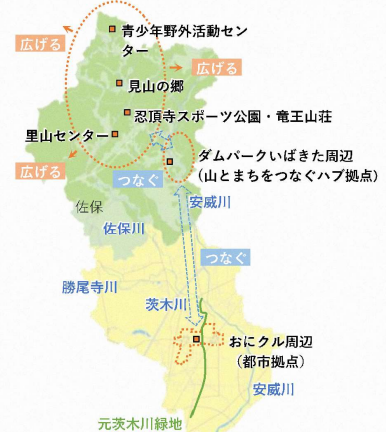 青少年野外活動セン
ター
広げる
広げる
見山の郷
忍頂寺スポーツ公園・竜王山荘
里山センター
ダムパークいばきた周辺
（山とまちをつなぐハブ拠点）
広げる
つなぐ
安威川
佐保
佐保川
つなぐ
勝尾寺川
茨木川
おにクル周辺
（都市拠点）
安威川
元茨木川緑地